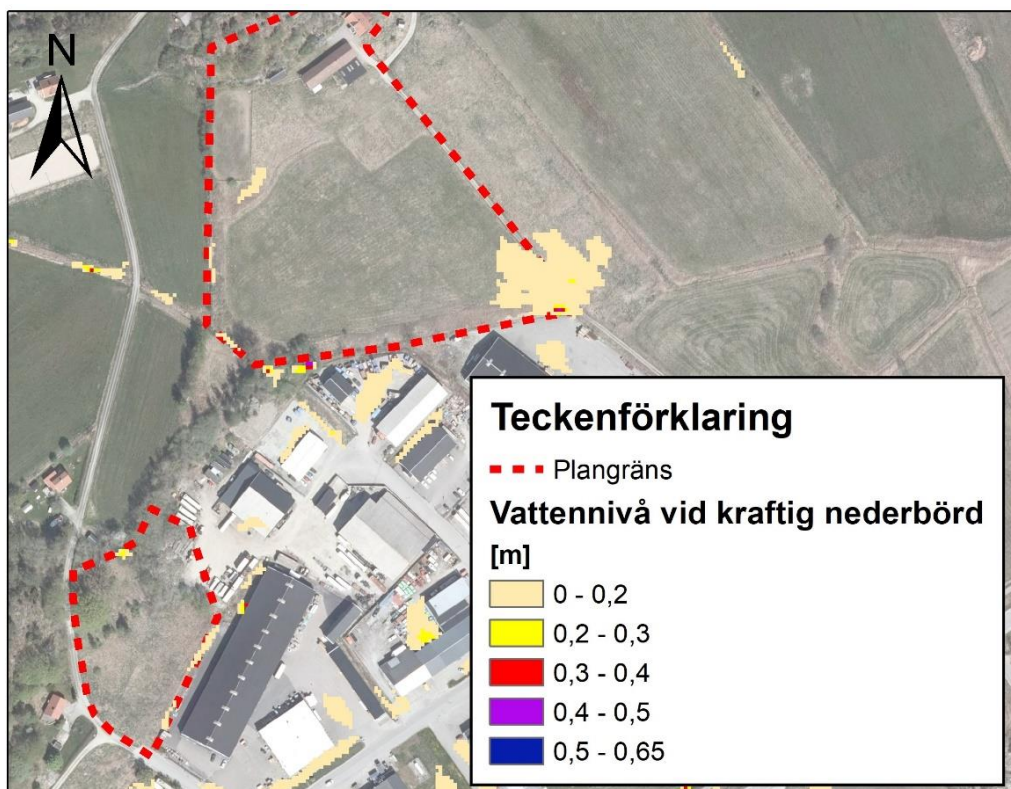 N
Teckenförklaring
Plangräns
Vattennivå vid kraftig nederbörd
[m]
0 - 0,2
0,2 - 0,3
0,3 - 0,4
0,4 - 0,5
0,5 - 0,65